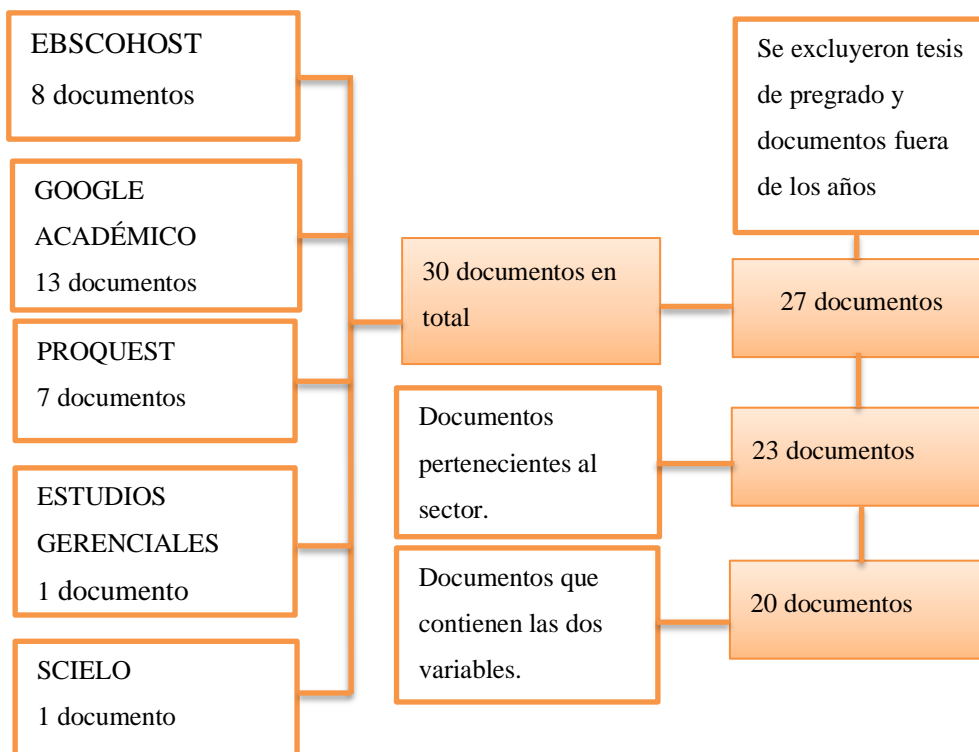 EBSCOHOST
8 documentos
GOOGLE
ACADÉMICO
13 documentos
PROQUEST
7 documentos
ESTUDIOS
GERENCIALES
1 documento
SCIELO
1 documento
30 documentos en
total
Se excluyeron tesis
de pregrado y
documentos fuera
de los años
27 documentos
Documentos
pertenecientes al
sector.
23 documentos
Documentos que
contienen las dos
variables.
20 documentos